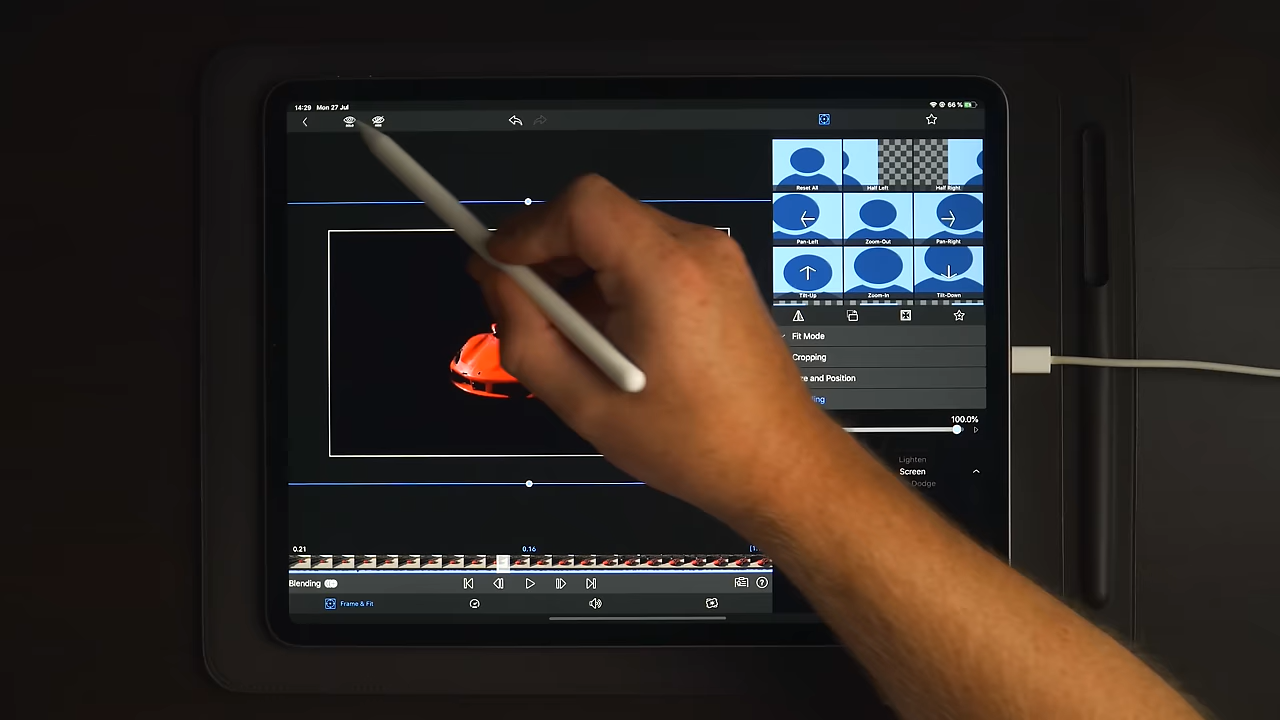 14:29 Mon 27 Jul
66 %
Reset All
Half Left
Half Right
Pan-Left
Zoom-Out
Pan-Right
Tilt-Up
Zoom-In
Tilt-Down
Fit Mode
Cropping
and Position
100.0%
Lighten
Screen
Dodge
0.21
0.16
Blending
Frame & Fit